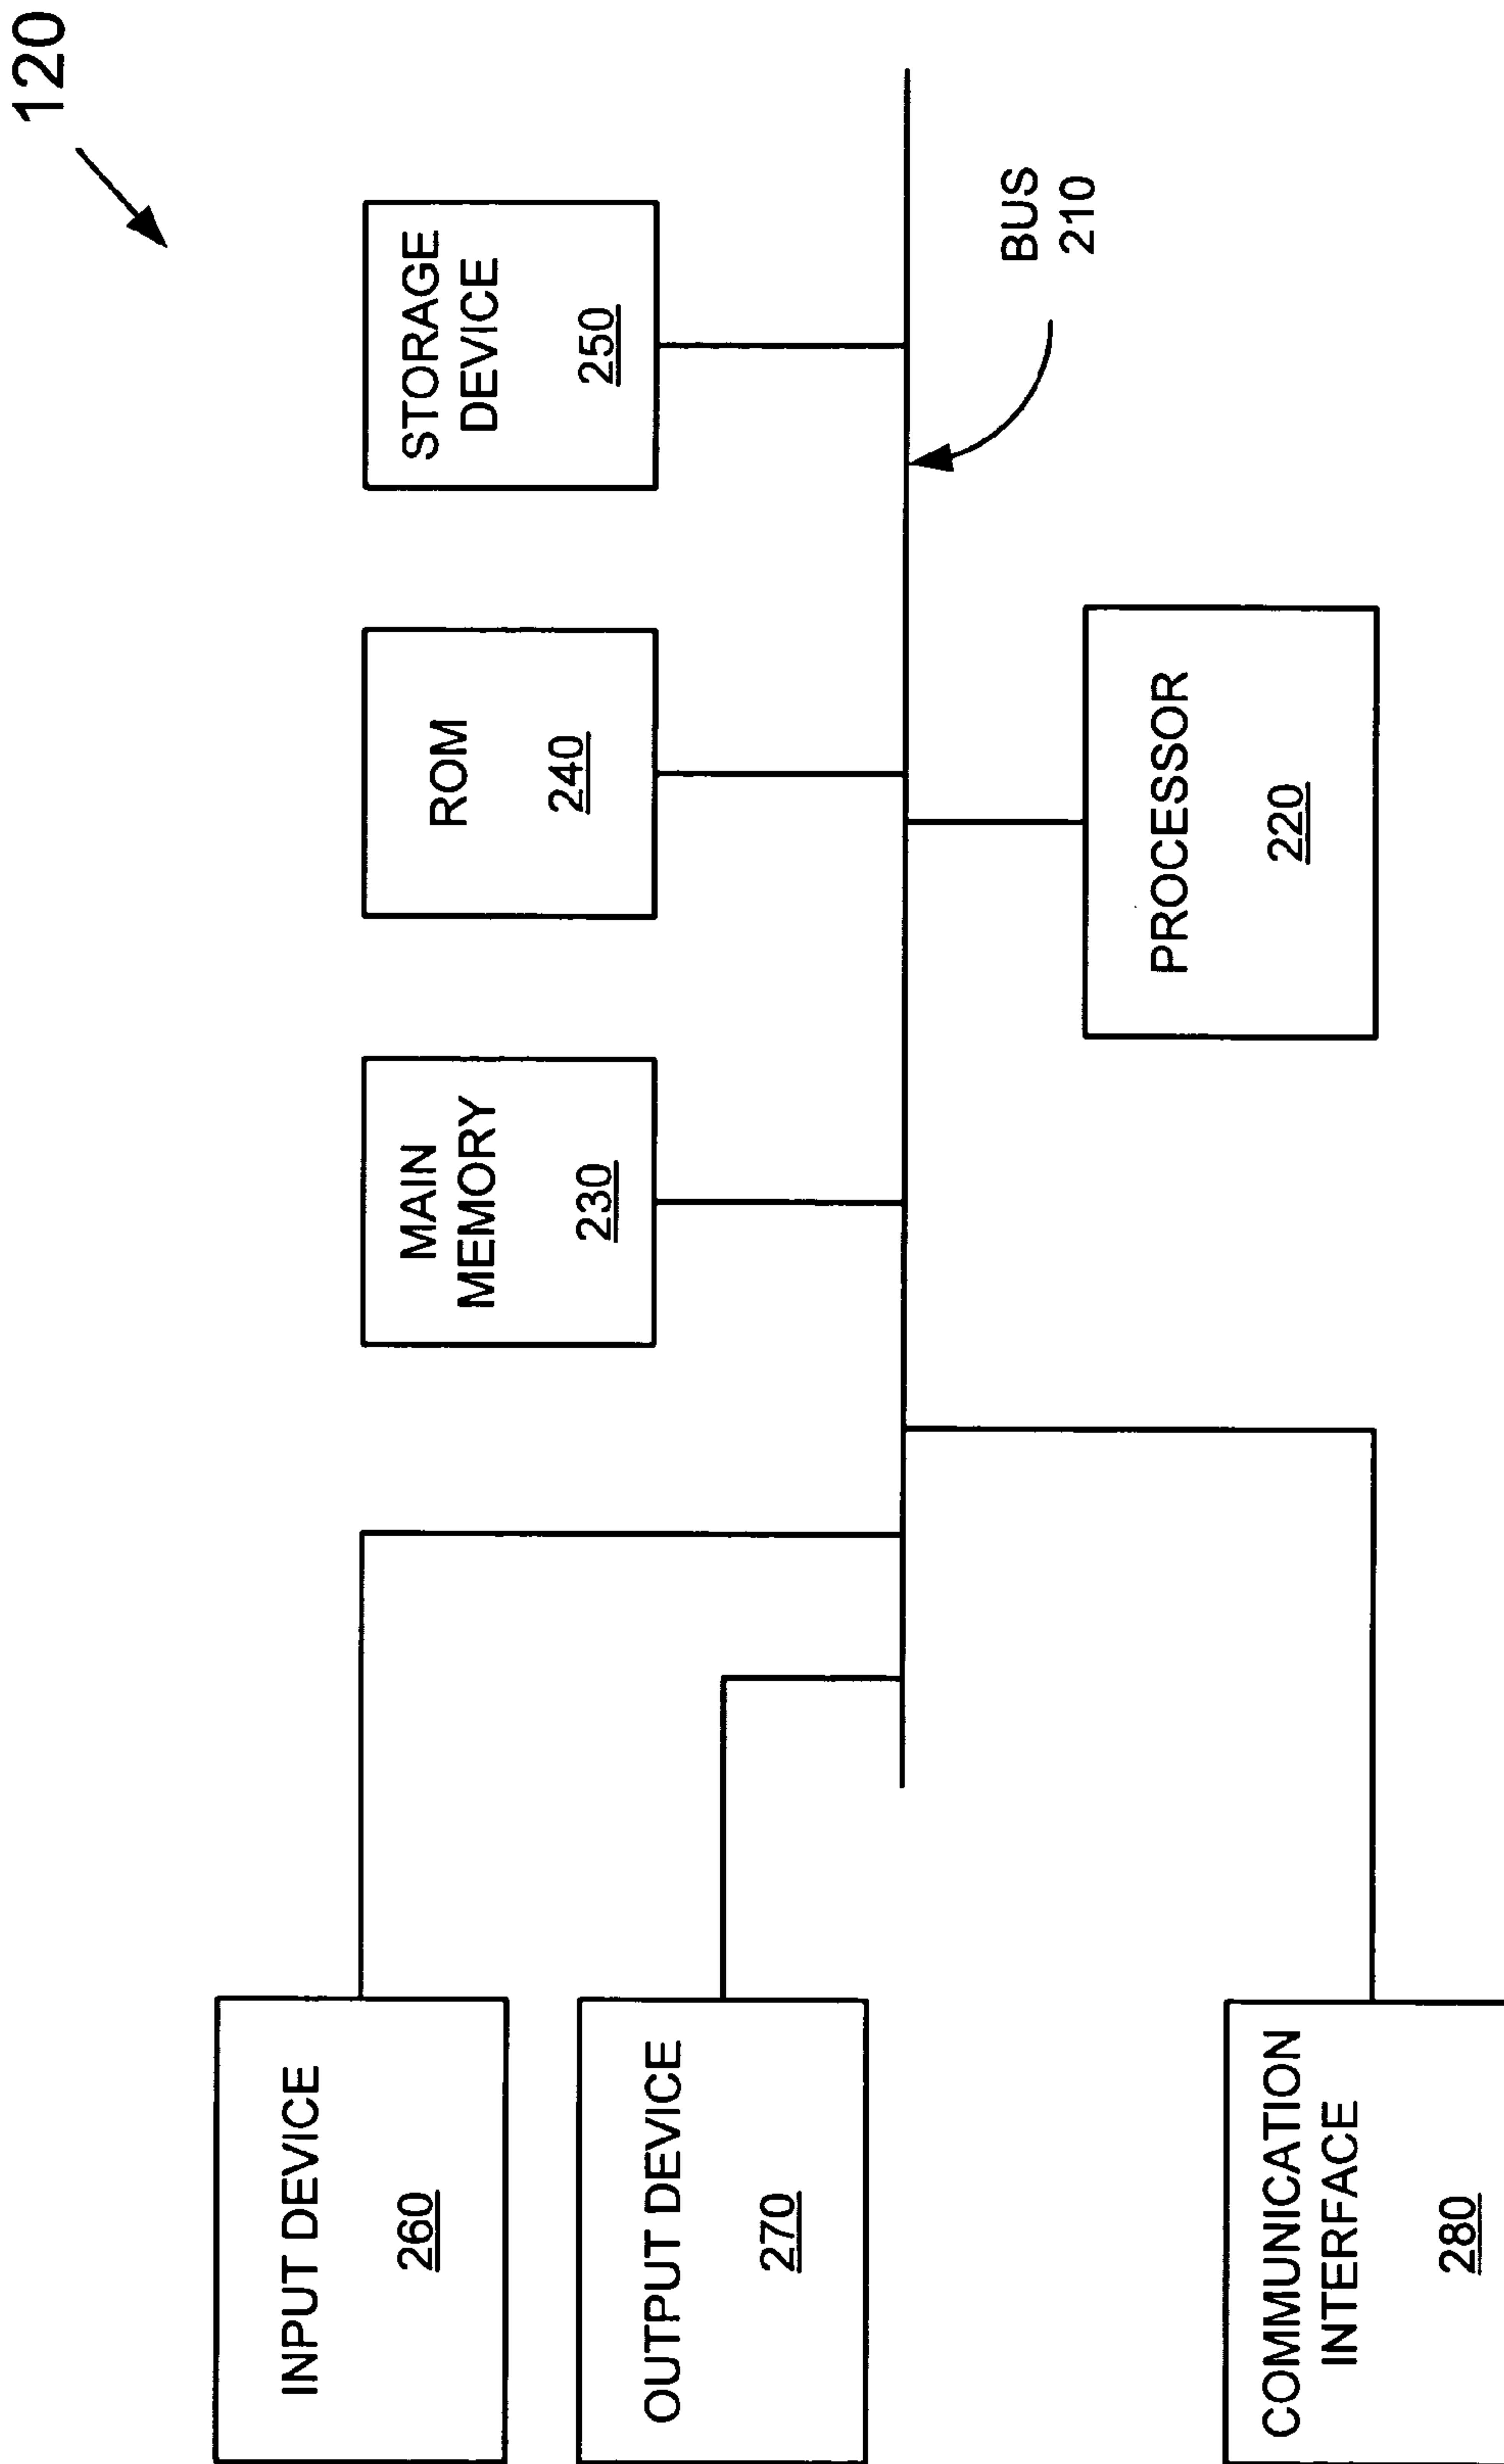 120
INPUT DEVICE
260
OUTPUT DEVICE
270
COMMUNICATION
INTERFACE
280
MAIN
MEMORY
230
ROM
240
STORAGE
DEVICE
250
PROCESSOR
220
BUS
210